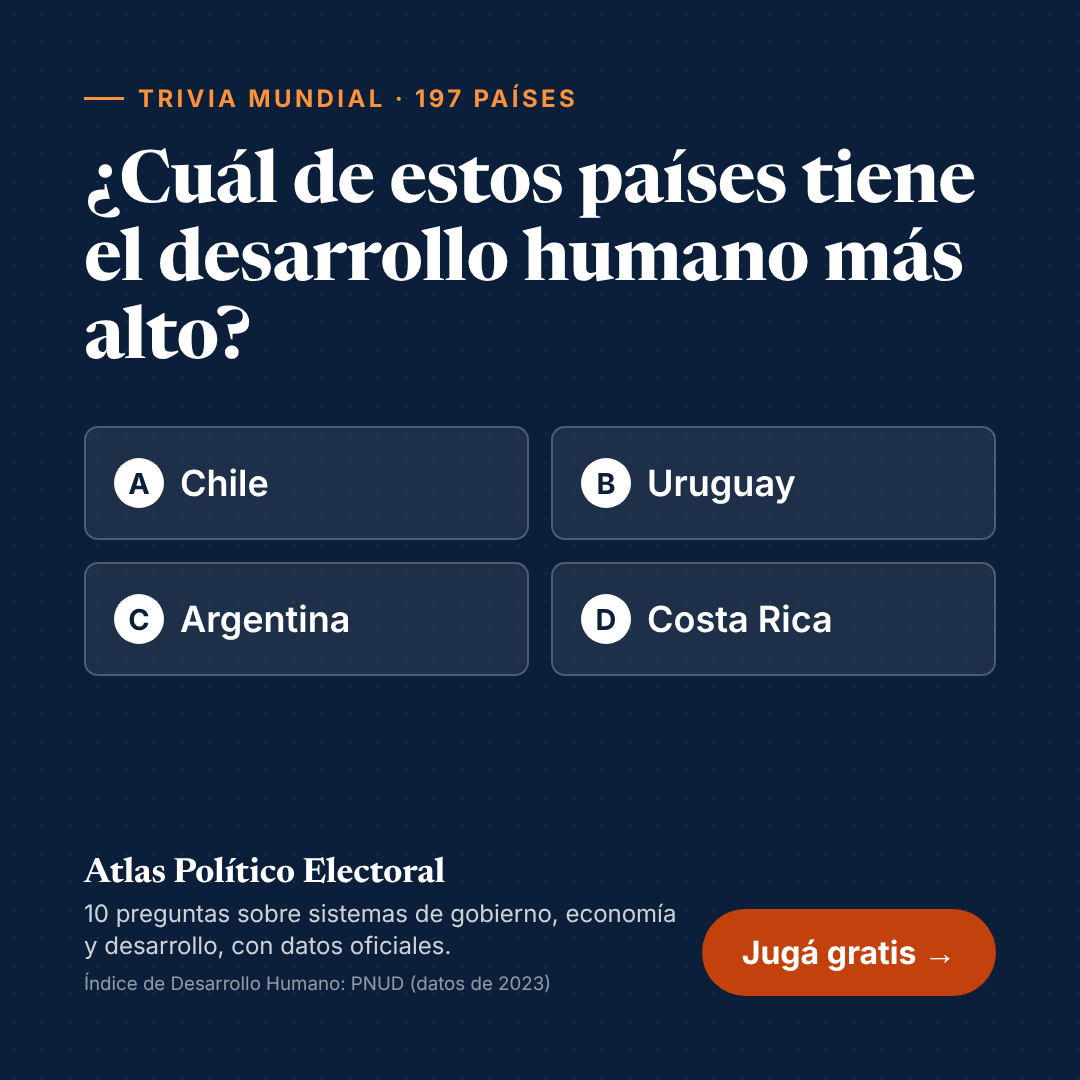 TRIVIA MUNDIAL · 197 PAÍSES
¿Cuál de estos países tiene
el desarrollo humano más
alto?
A Chile
B Uruguay
C Argentina
D Costa Rica
Atlas Político Electoral
10 preguntas sobre sistemas de gobierno, economía
y desarrollo, con datos oficiales.
Índice de Desarrollo Humano: PNUD (datos de 2023)
Jugá gratis →